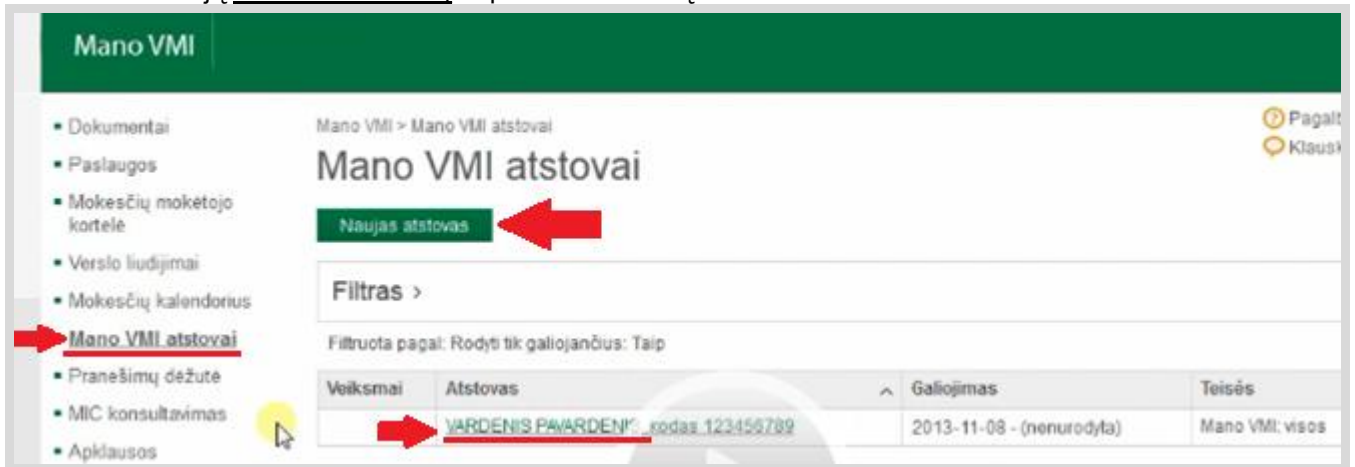 Mano VMI
Dokumentai
Paslaugos
Mokesčių mokėtojo
kortelė
Verslo liudijimai
Mokesčių kalendorius
Mano VMI atstovai
Pranešimų dėžutė
MIC konsultavimas
Apklausos
Mano VMI > Mano VMI atstovai
Mano VMI atstovai
Pagalb
Klausk
Naujas atstovas
Filtras >
Filtruota pagal: Rodyti tik galiojančius: Taip
Veiksmai Atstovas Galiojimas Teisės
VARDENIS PAVARDENIS, kodas 123456789 2013-11-08 - (nenurodyta) Mano VMI: visos